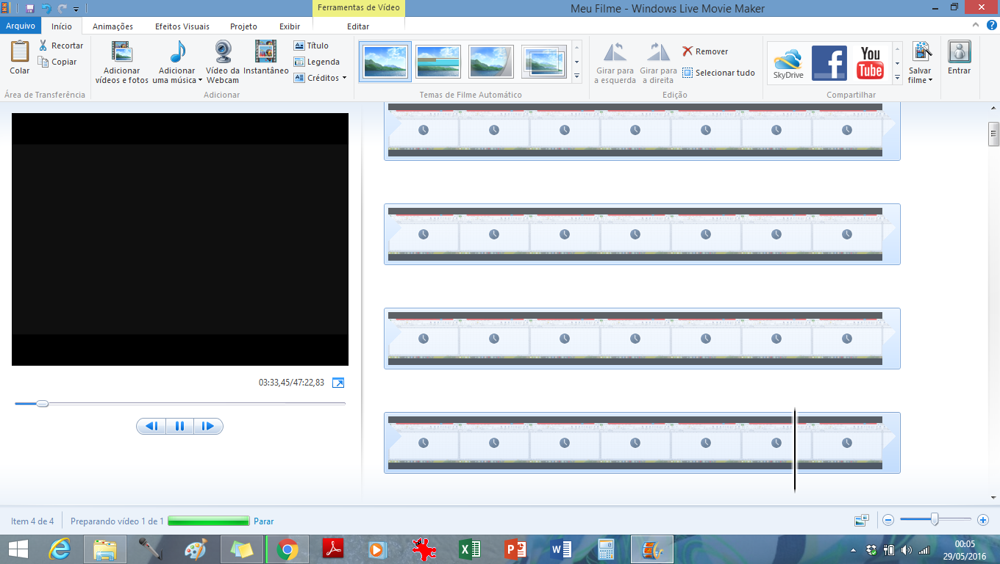 Ferramentas de Vídeo
Meu Filme - Windows Live Movie Maker
Arquivo
Início
Animações
Efeitos Visuais
Projeto
Exibir
Editar
Colar
Recortar
Copiar
Área de Transferência
Adicionar
vídeos e fotos
Adicionar
uma música
Vídeo da
Webcam
Instantâneo
Título
Legenda
Créditos
Adicionar
Temas de Filme Automático
Girar para
a esquerda
Girar para
a direita
Remover
Selecionar tudo
Edição
SkyDrive
You
Tube
Compartilhar
Salvar
filme
Entrar
03:33,45/47:22,83
Item 4 de 4
Preparando vídeo 1 de 1
Parar
00:05
29/05/2016